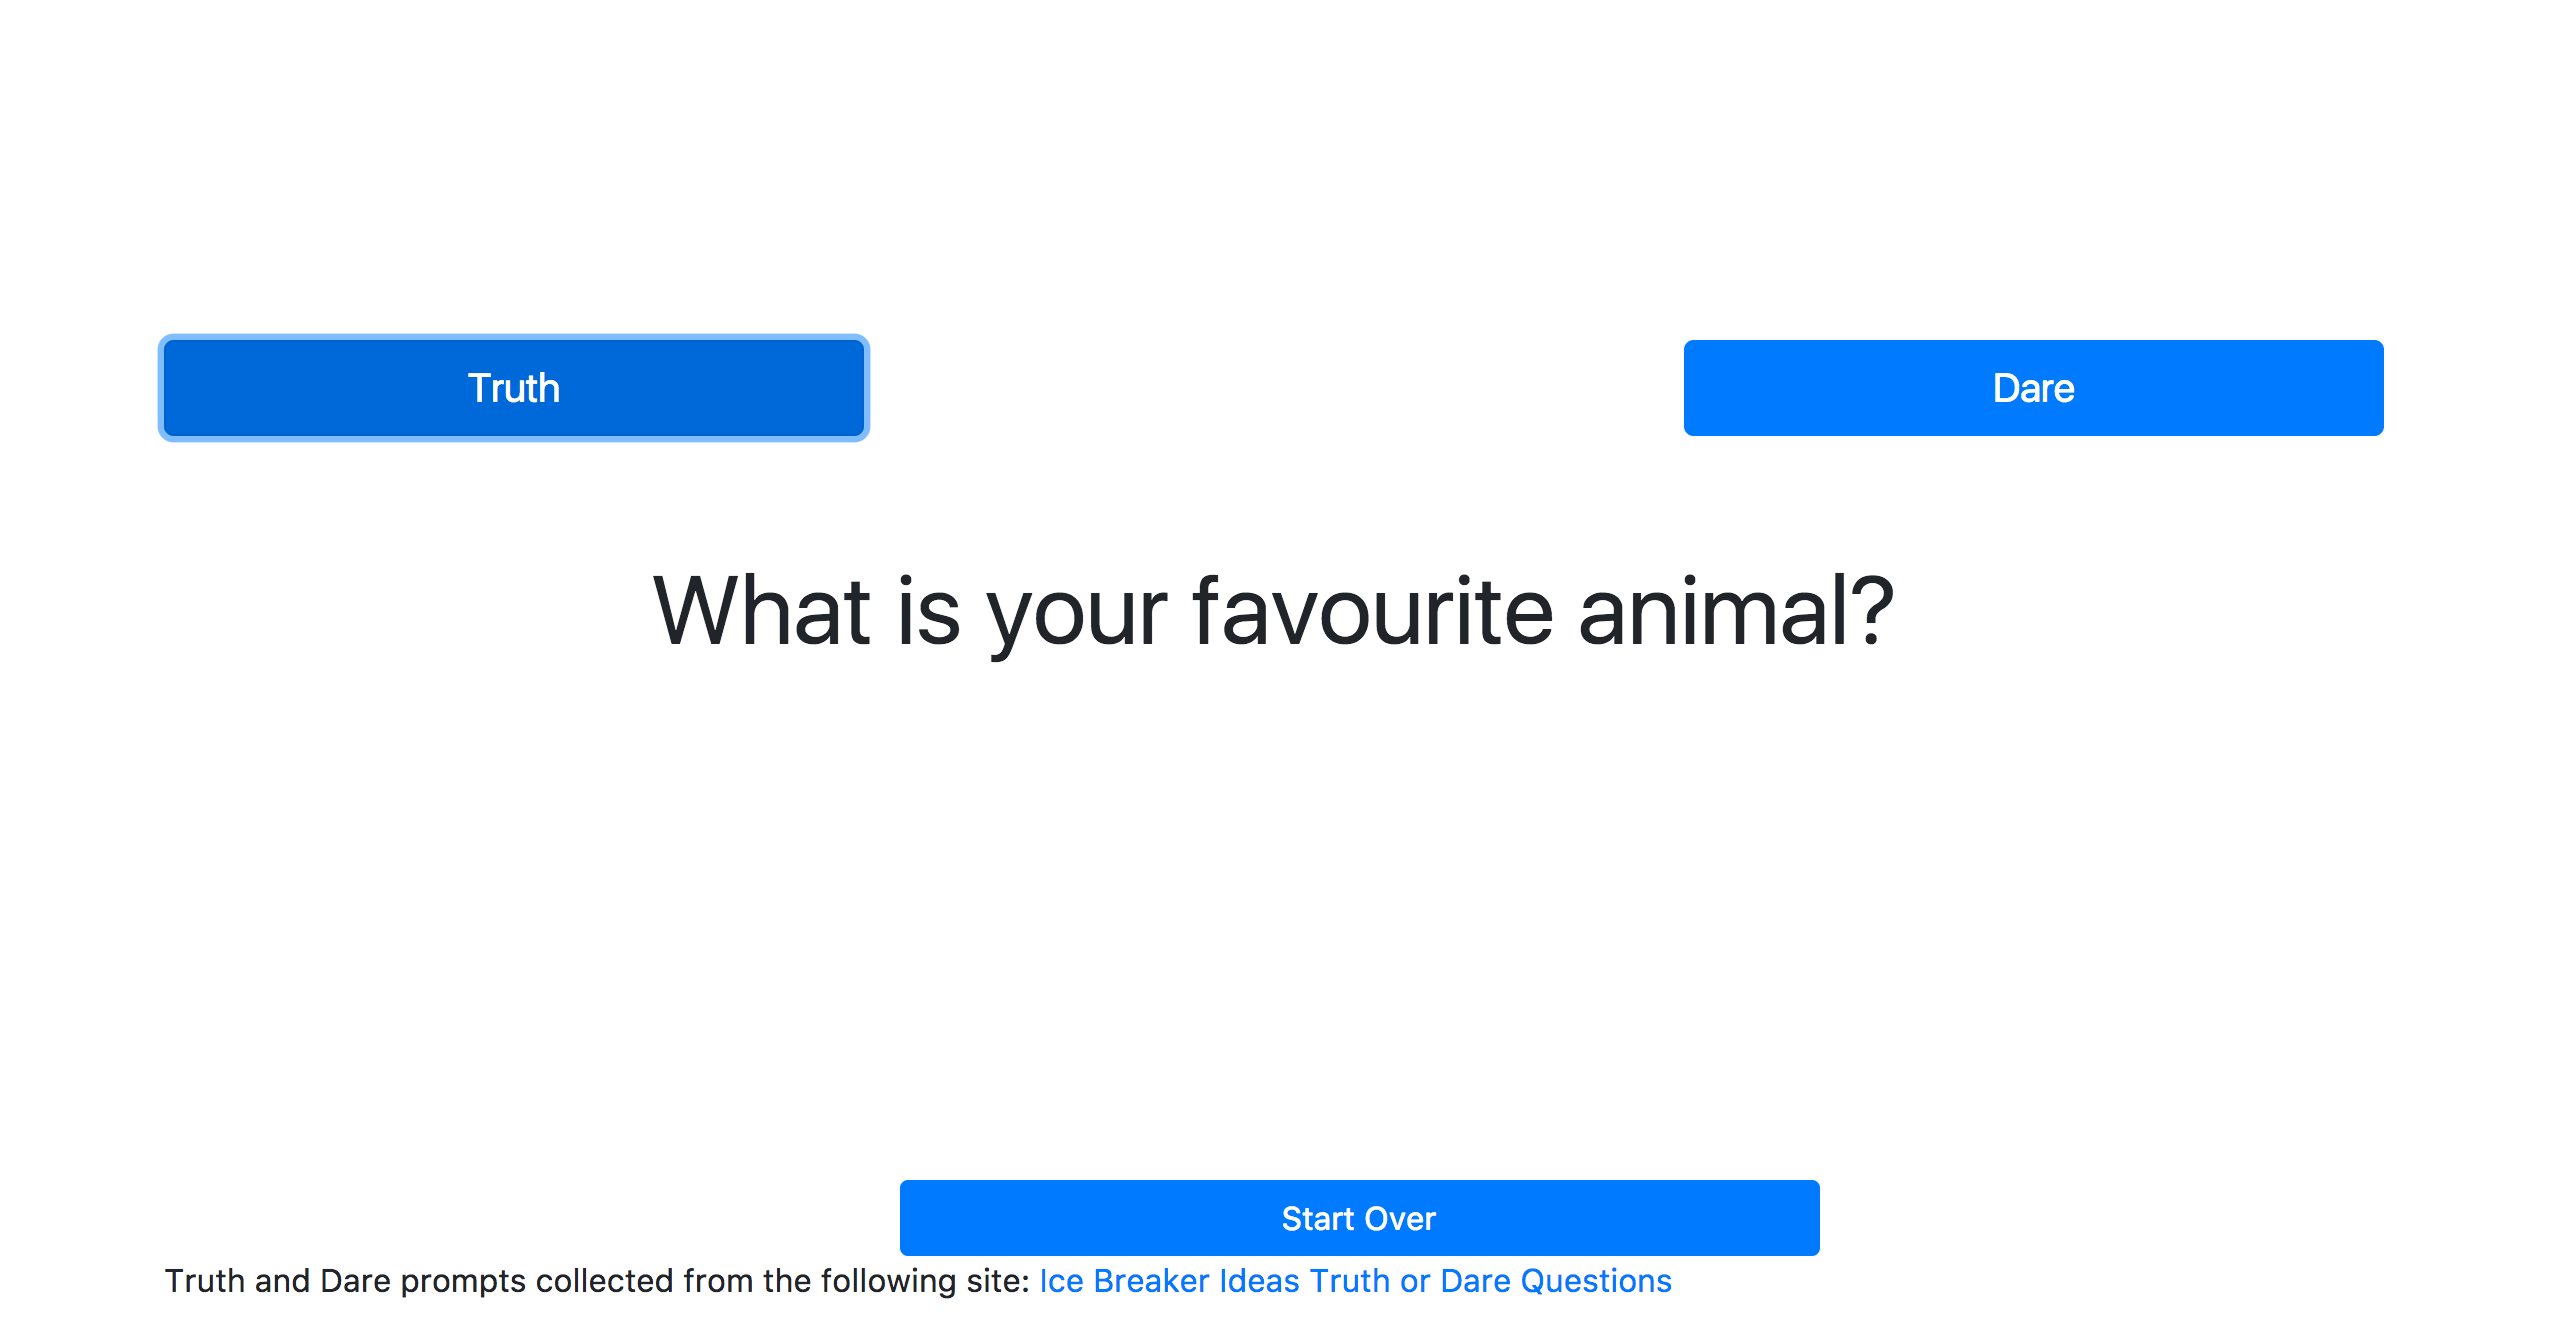 Truth
Dare
What is your favourite animal?
Start Over
Truth and Dare prompts collected from the following site: Ice Breaker Ideas Truth or Dare Questions